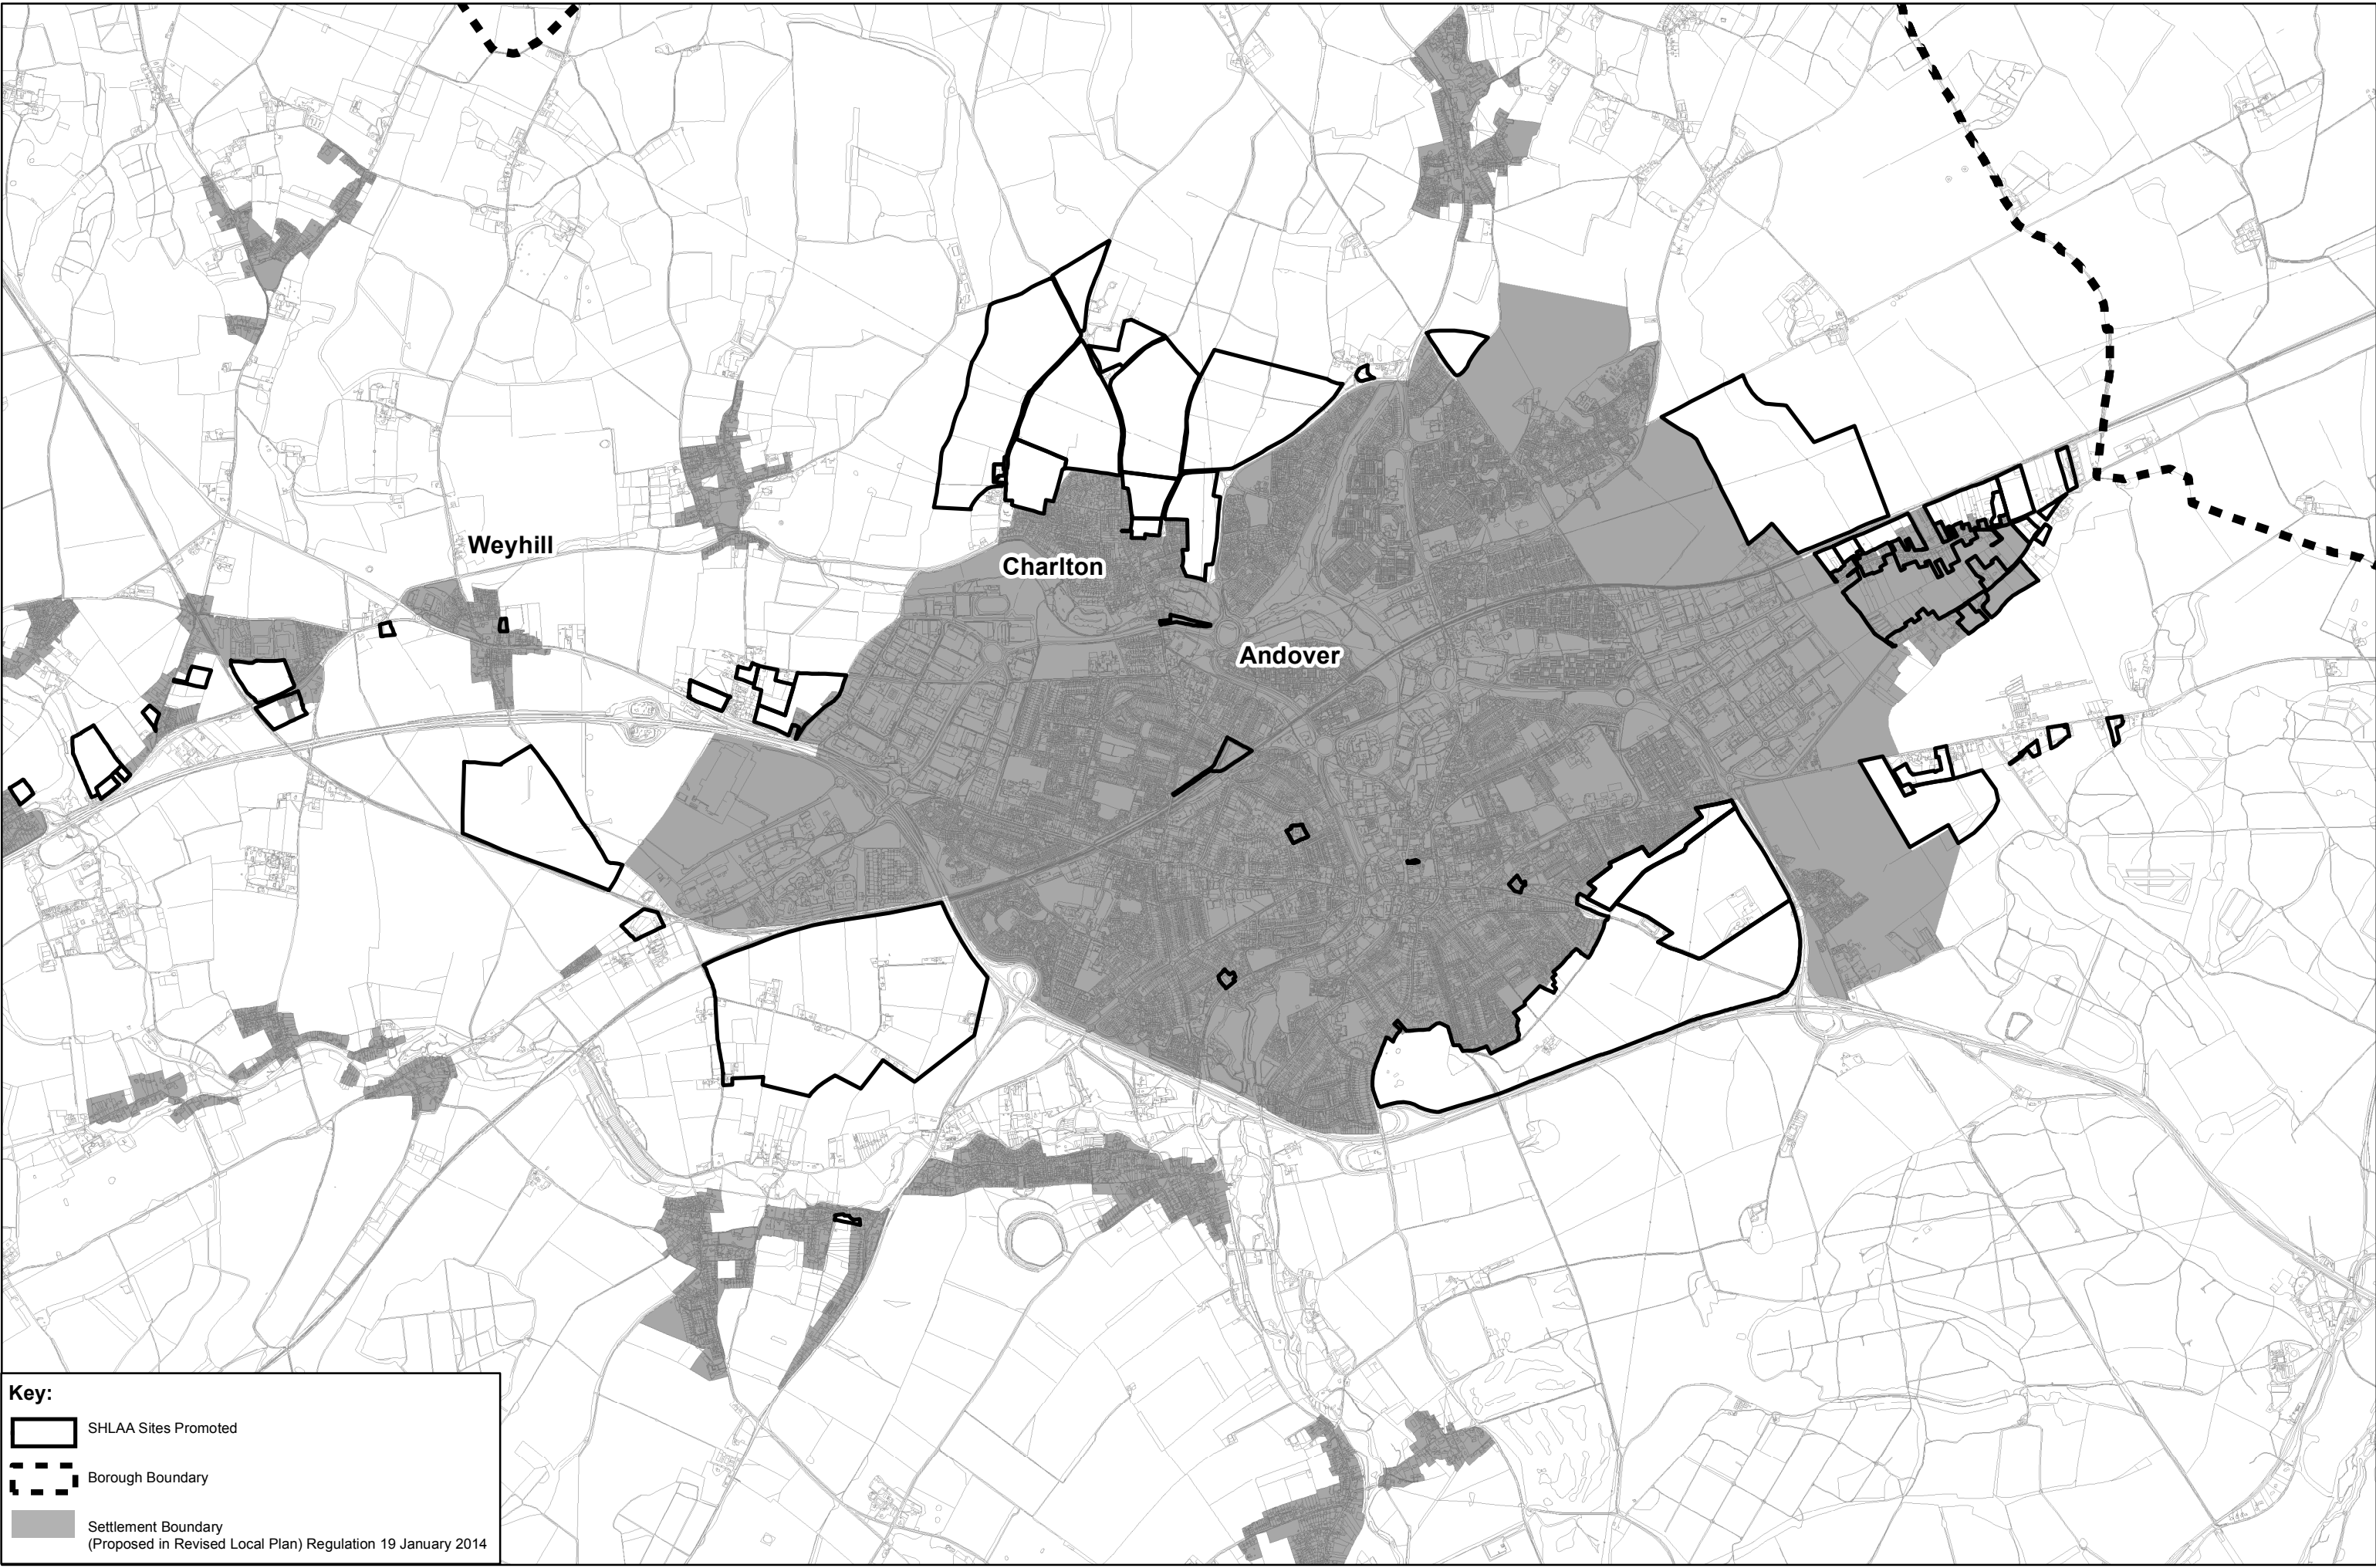 Weyhill
Charlton
Andover
Key:
SHLAA Sites Promoted
Borough Boundary
Settlement Boundary
(Proposed in Revised Local Plan) Regulation 19 January 2014